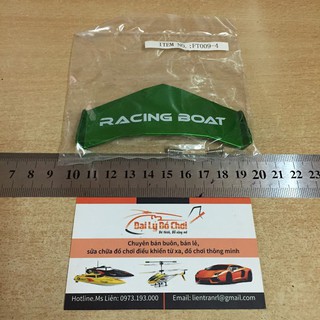 ITEM NO.:FT009-4
RACING BOAT
7 8 9 10 11 12 13 14 15 16 17 18 19 20 21 22 23
Đại Lý Đồ Chơi
Chuyên bán buôn, bán lẻ,
sửa chữa đồ chơi điều khiển từ xa, đồ chơi thông minh
Hotline.Ms Liên: 0973.193.000
Email: lientranrl@gmail.com